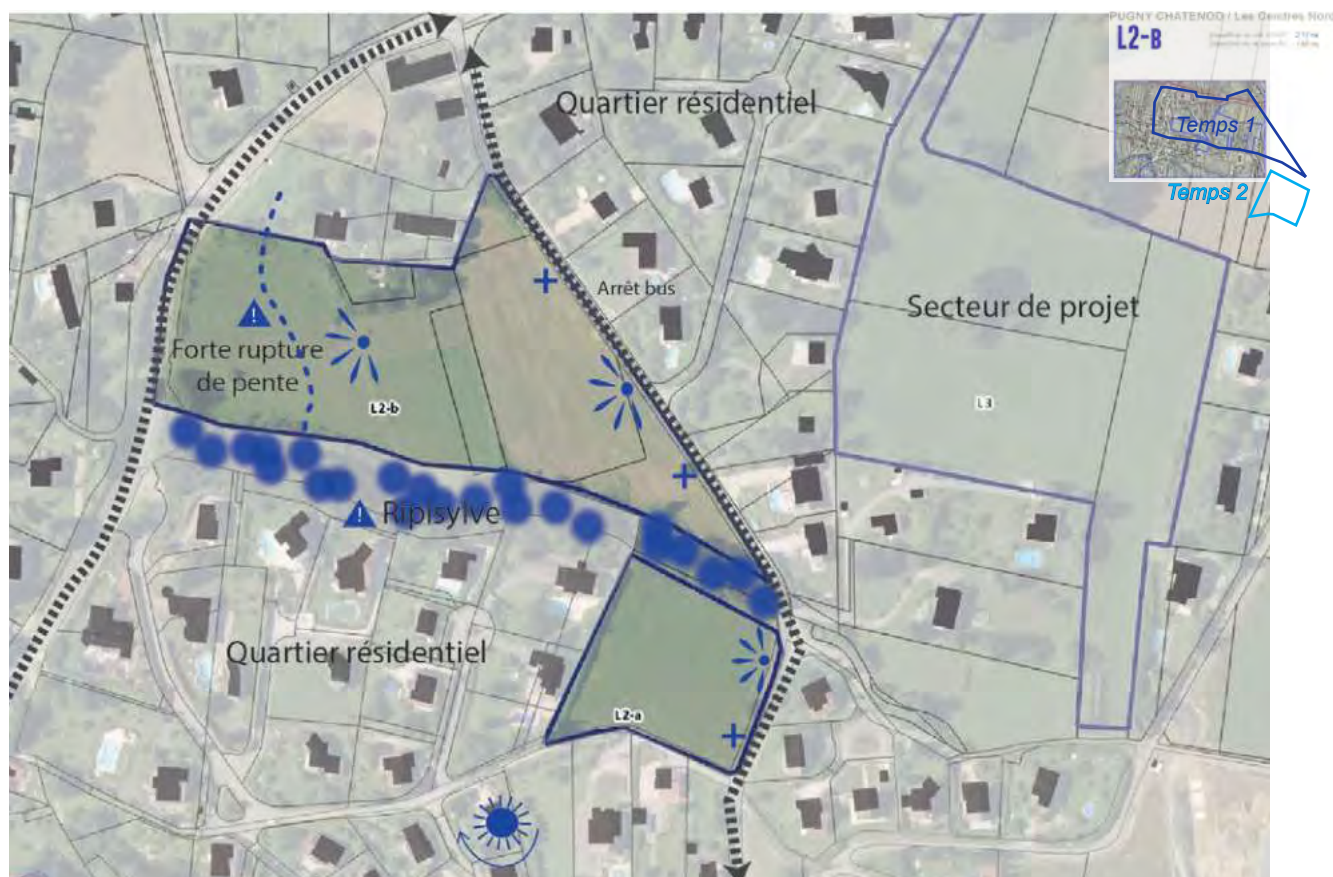 PUGNY CHATENOD / Les Cendres Nord
L2-B
Temps 1
Temps 2
Quartier résidentiel
Arrêt bus
Secteur de projet
!
Forte rupture
de pente
L2-b
L3
!
Ripisylve
Quartier résidentiel
L2-a